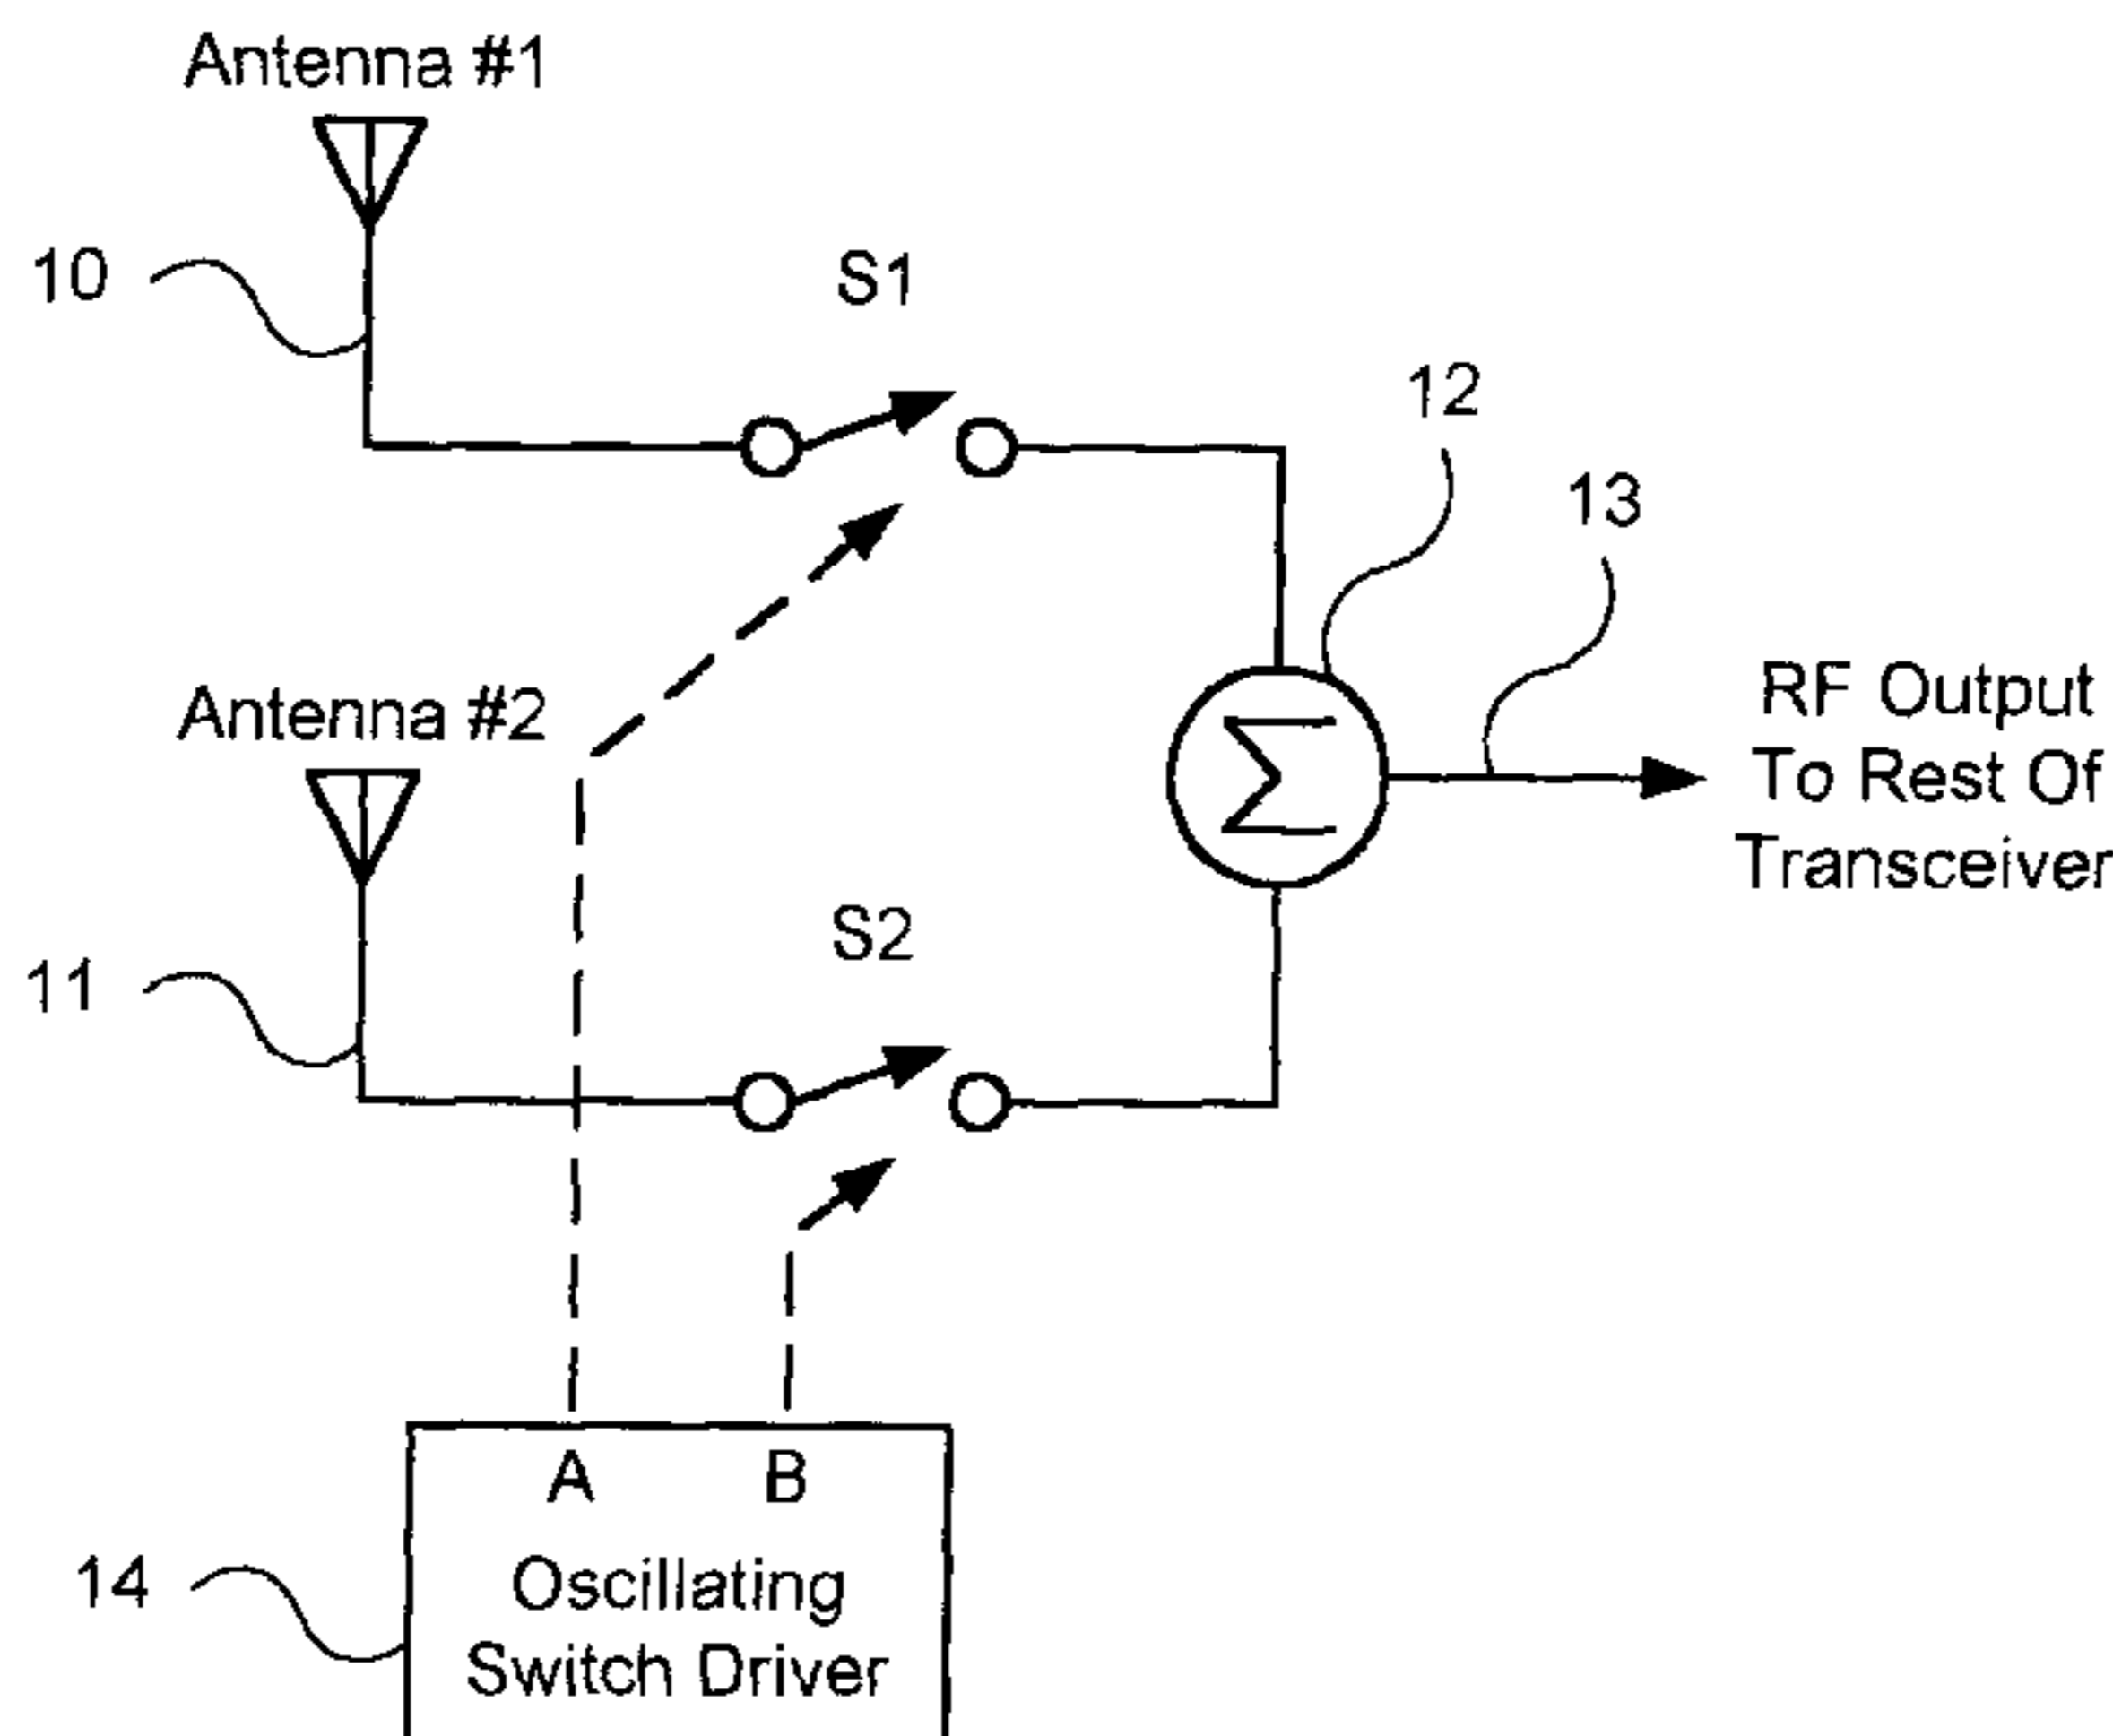 Antenna #1
10
S1
12
13
Antenna #2
RF Output
To Rest Of
Transceiver
Σ
11
S2
A B
14
Oscillating
Switch Driver